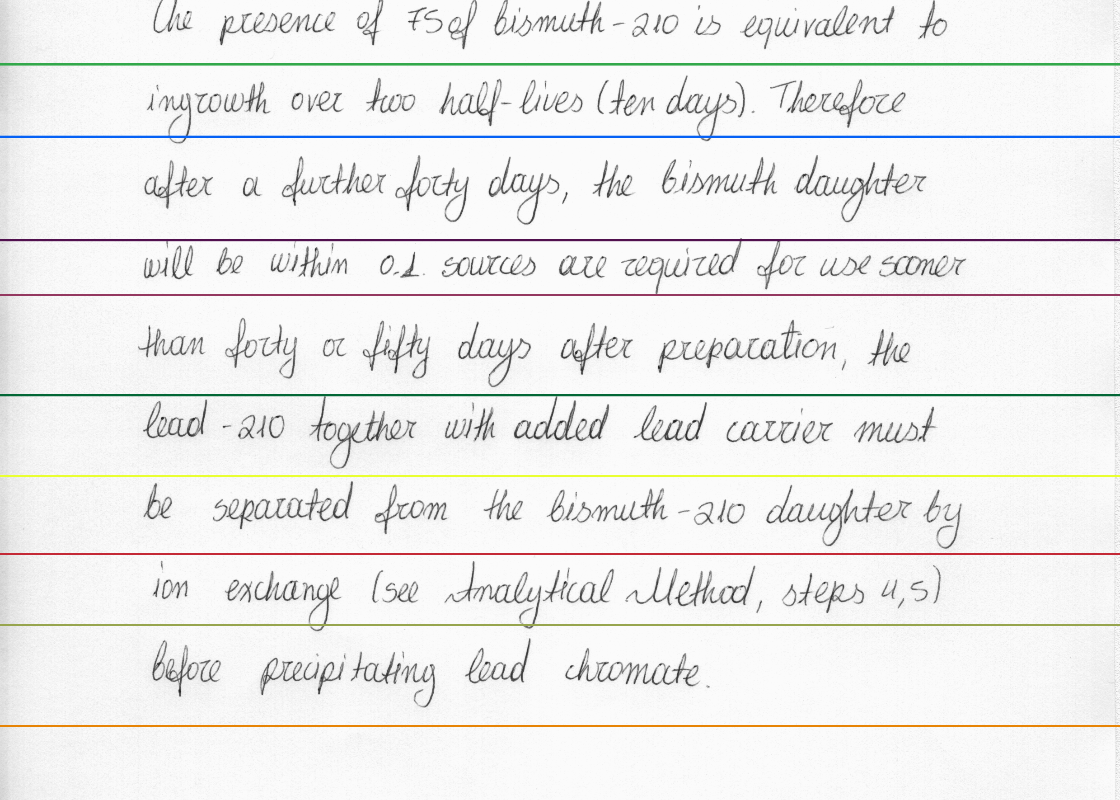 The presence of 75 of bismuth-210 is equivalent to
ingrowth over two half-lives (ten days). Therefore
after a further forty days, the bismuth daughter
will be within 0.1. sources are required for use sooner
than forty or fifty days after preparation, the
lead -210 together with added lead carrier must
be separated from the bismuth -210 daughter by
ion exchange (see Analytical Method, steps 4,5)
before precipitating lead chromate.